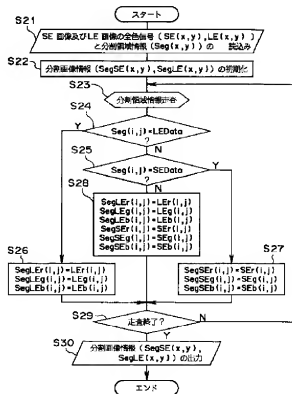 スタート
S21
SE 画像及びLE 画像の全色信号 (SE(x,y),LE(x,y))
と分割領域情報 (Seg(x,y)) の 読込み
S22
分割画像情報 (SegSE(x,y),SegLE(x,y)) の初期化
S23
分割領域情報走査
S24
Y
Seg(i,j)=LEData
?
N
S25
Seg(i,j)=SEData
?
Y
N
S28
SegLEr(i,j)=LEr(i,j)
SegLEg(i,j)=LEg(i,j)
SegLEb(i,j)=LEb(i,j)
SegSEr(i,j)=SEr(i,j)
SegSEg(i,j)=SEg(i,j)
SegSEb(i,j)=SEb(i,j)
S26
SegLEr(i,j)=LEr(i,j)
SegLEg(i,j)=LEg(i,j)
SegLEb(i,j)=LEb(i,j)
S27
SegSEr(i,j)=SEr(i,j)
SegSEg(i,j)=SEg(i,j)
SegSEb(i,j)=SEb(i,j)
S29
走査終了?
N
Y
S30
分割画像情報 (SegSE(x,y),
SegLE(x,y)) の出力
エンド